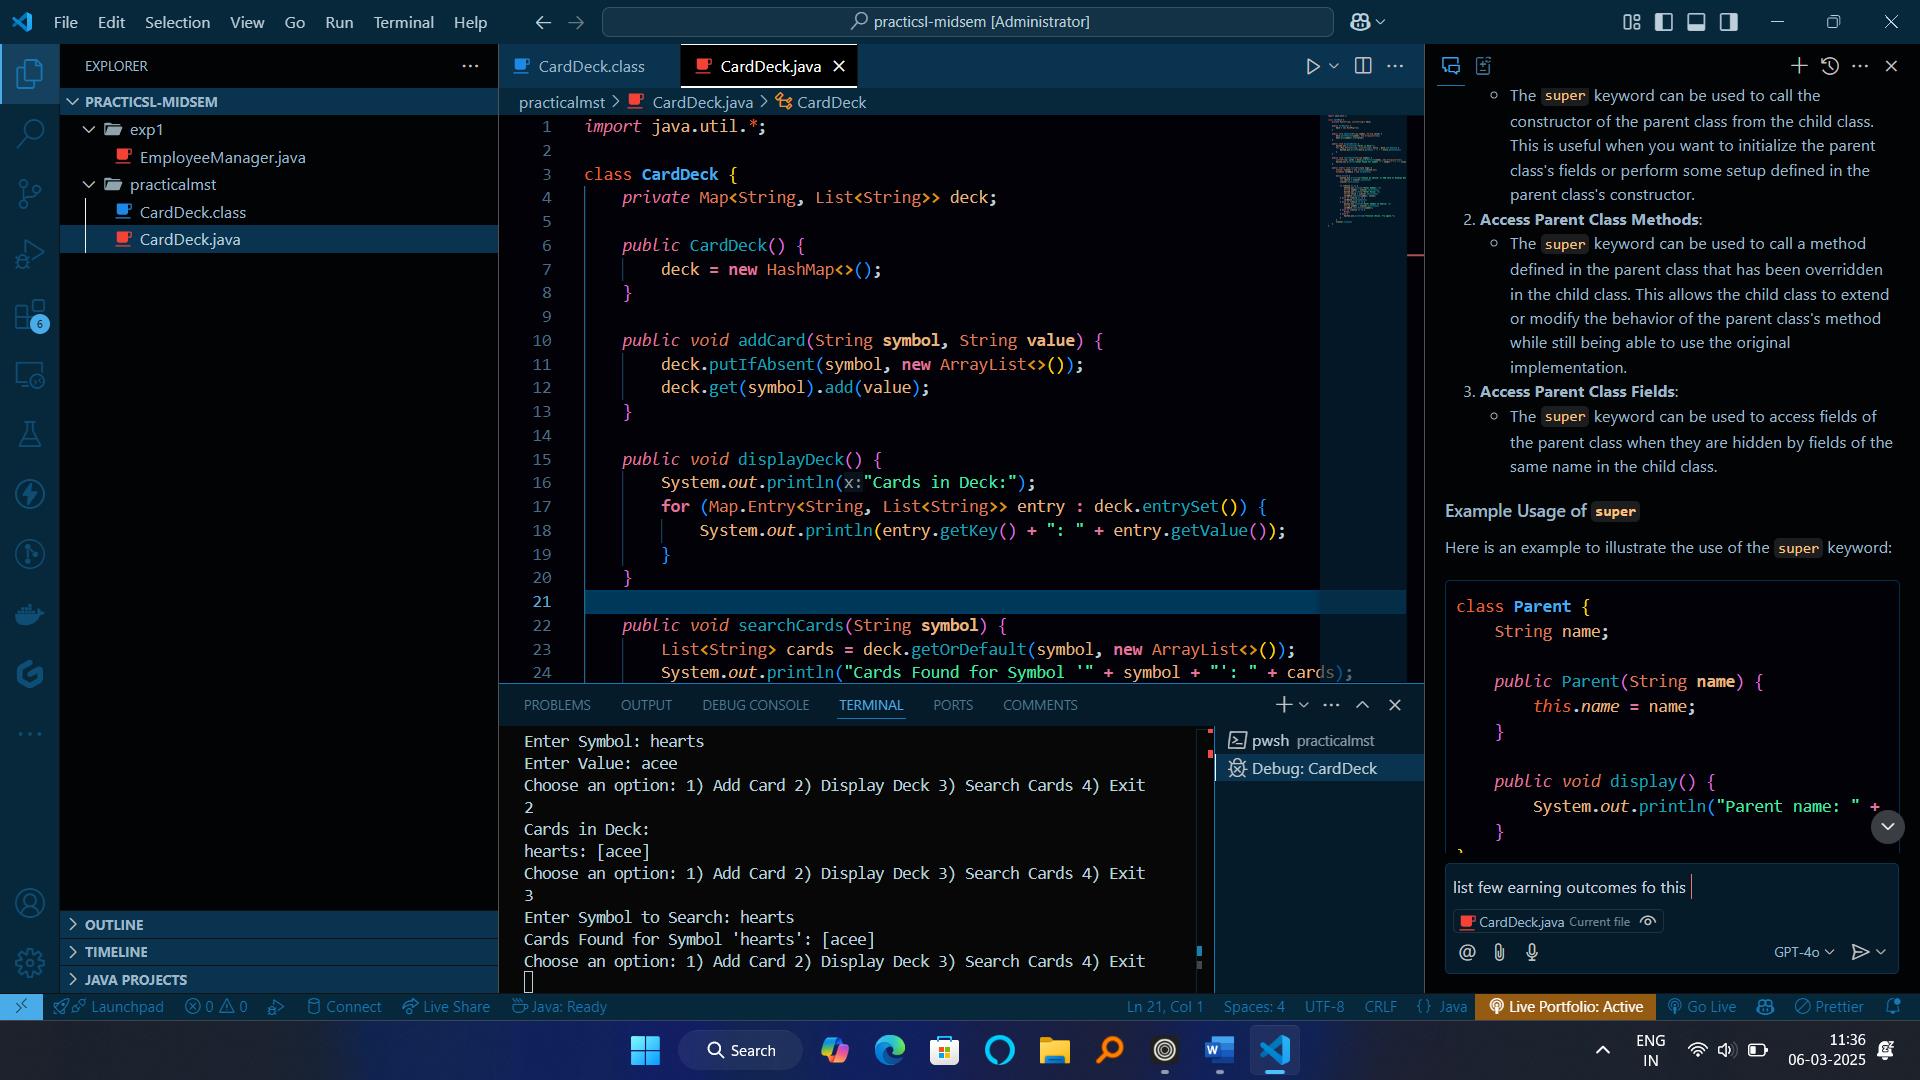 File Edit Selection View Go Run Terminal Help
practicsl-midsem [Administrator]
EXPLORER
PRACTICSL-MIDSEM
exp1
EmployeeManager.java
practicalmst
CardDeck.class
CardDeck.java
OUTLINE
TIMELINE
JAVA PROJECTS
6
CardDeck.class
CardDeck.java
practicalmst > CardDeck.java > CardDeck
1 import java.util.*;
2
3 class CardDeck {
4 private Map<String, List<String>> deck;
5
6 public CardDeck() {
7 deck = new HashMap<>();
8 }
9
10 public void addCard(String symbol, String value) {
11 deck.putIfAbsent(symbol, new ArrayList<>());
12 deck.get(symbol).add(value);
13 }
14
15 public void displayDeck() {
16 System.out.println(x:"Cards in Deck:");
17 for (Map.Entry<String, List<String>> entry : deck.entrySet()) {
18 System.out.println(entry.getKey() + ": " + entry.getValue());
19 }
20 }
21
22 public void searchCards(String symbol) {
23 List<String> cards = deck.getOrDefault(symbol, new ArrayList<>());
24 System.out.println("Cards Found for Symbol '" + symbol + "': " + cards);
PROBLEMS OUTPUT DEBUG CONSOLE TERMINAL PORTS COMMENTS
Enter Symbol: hearts
Enter Value: acee
Choose an option: 1) Add Card 2) Display Deck 3) Search Cards 4) Exit
2
Cards in Deck:
hearts: [acee]
Choose an option: 1) Add Card 2) Display Deck 3) Search Cards 4) Exit
3
Enter Symbol to Search: hearts
Cards Found for Symbol 'hearts': [acee]
Choose an option: 1) Add Card 2) Display Deck 3) Search Cards 4) Exit
pwsh practicalmst
Debug: CardDeck
The super keyword can be used to call the
constructor of the parent class from the child class.
This is useful when you want to initialize the parent
class's fields or perform some setup defined in the
parent class's constructor.
2. Access Parent Class Methods:
The super keyword can be used to call a method
defined in the parent class that has been overridden
in the child class. This allows the child class to extend
or modify the behavior of the parent class's method
while still being able to use the original
implementation.
3. Access Parent Class Fields:
The super keyword can be used to access fields of
the parent class when they are hidden by fields of the
same name in the child class.
Example Usage of super
Here is an example to illustrate the use of the super keyword:
class Parent {
String name;
public Parent(String name) {
this.name = name;
}
public void display() {
System.out.println("Parent name: " +
}
list few earning outcomes fo this
CardDeck.java Current file
GPT-4o
Launchpad 0 0 Connect Live Share Java: Ready
Ln 21, Col 1 Spaces: 4 UTF-8 CRLF {} Java Live Portfolio: Active Go Live Prettier
Search
ENG
IN
11:36
06-03-2025